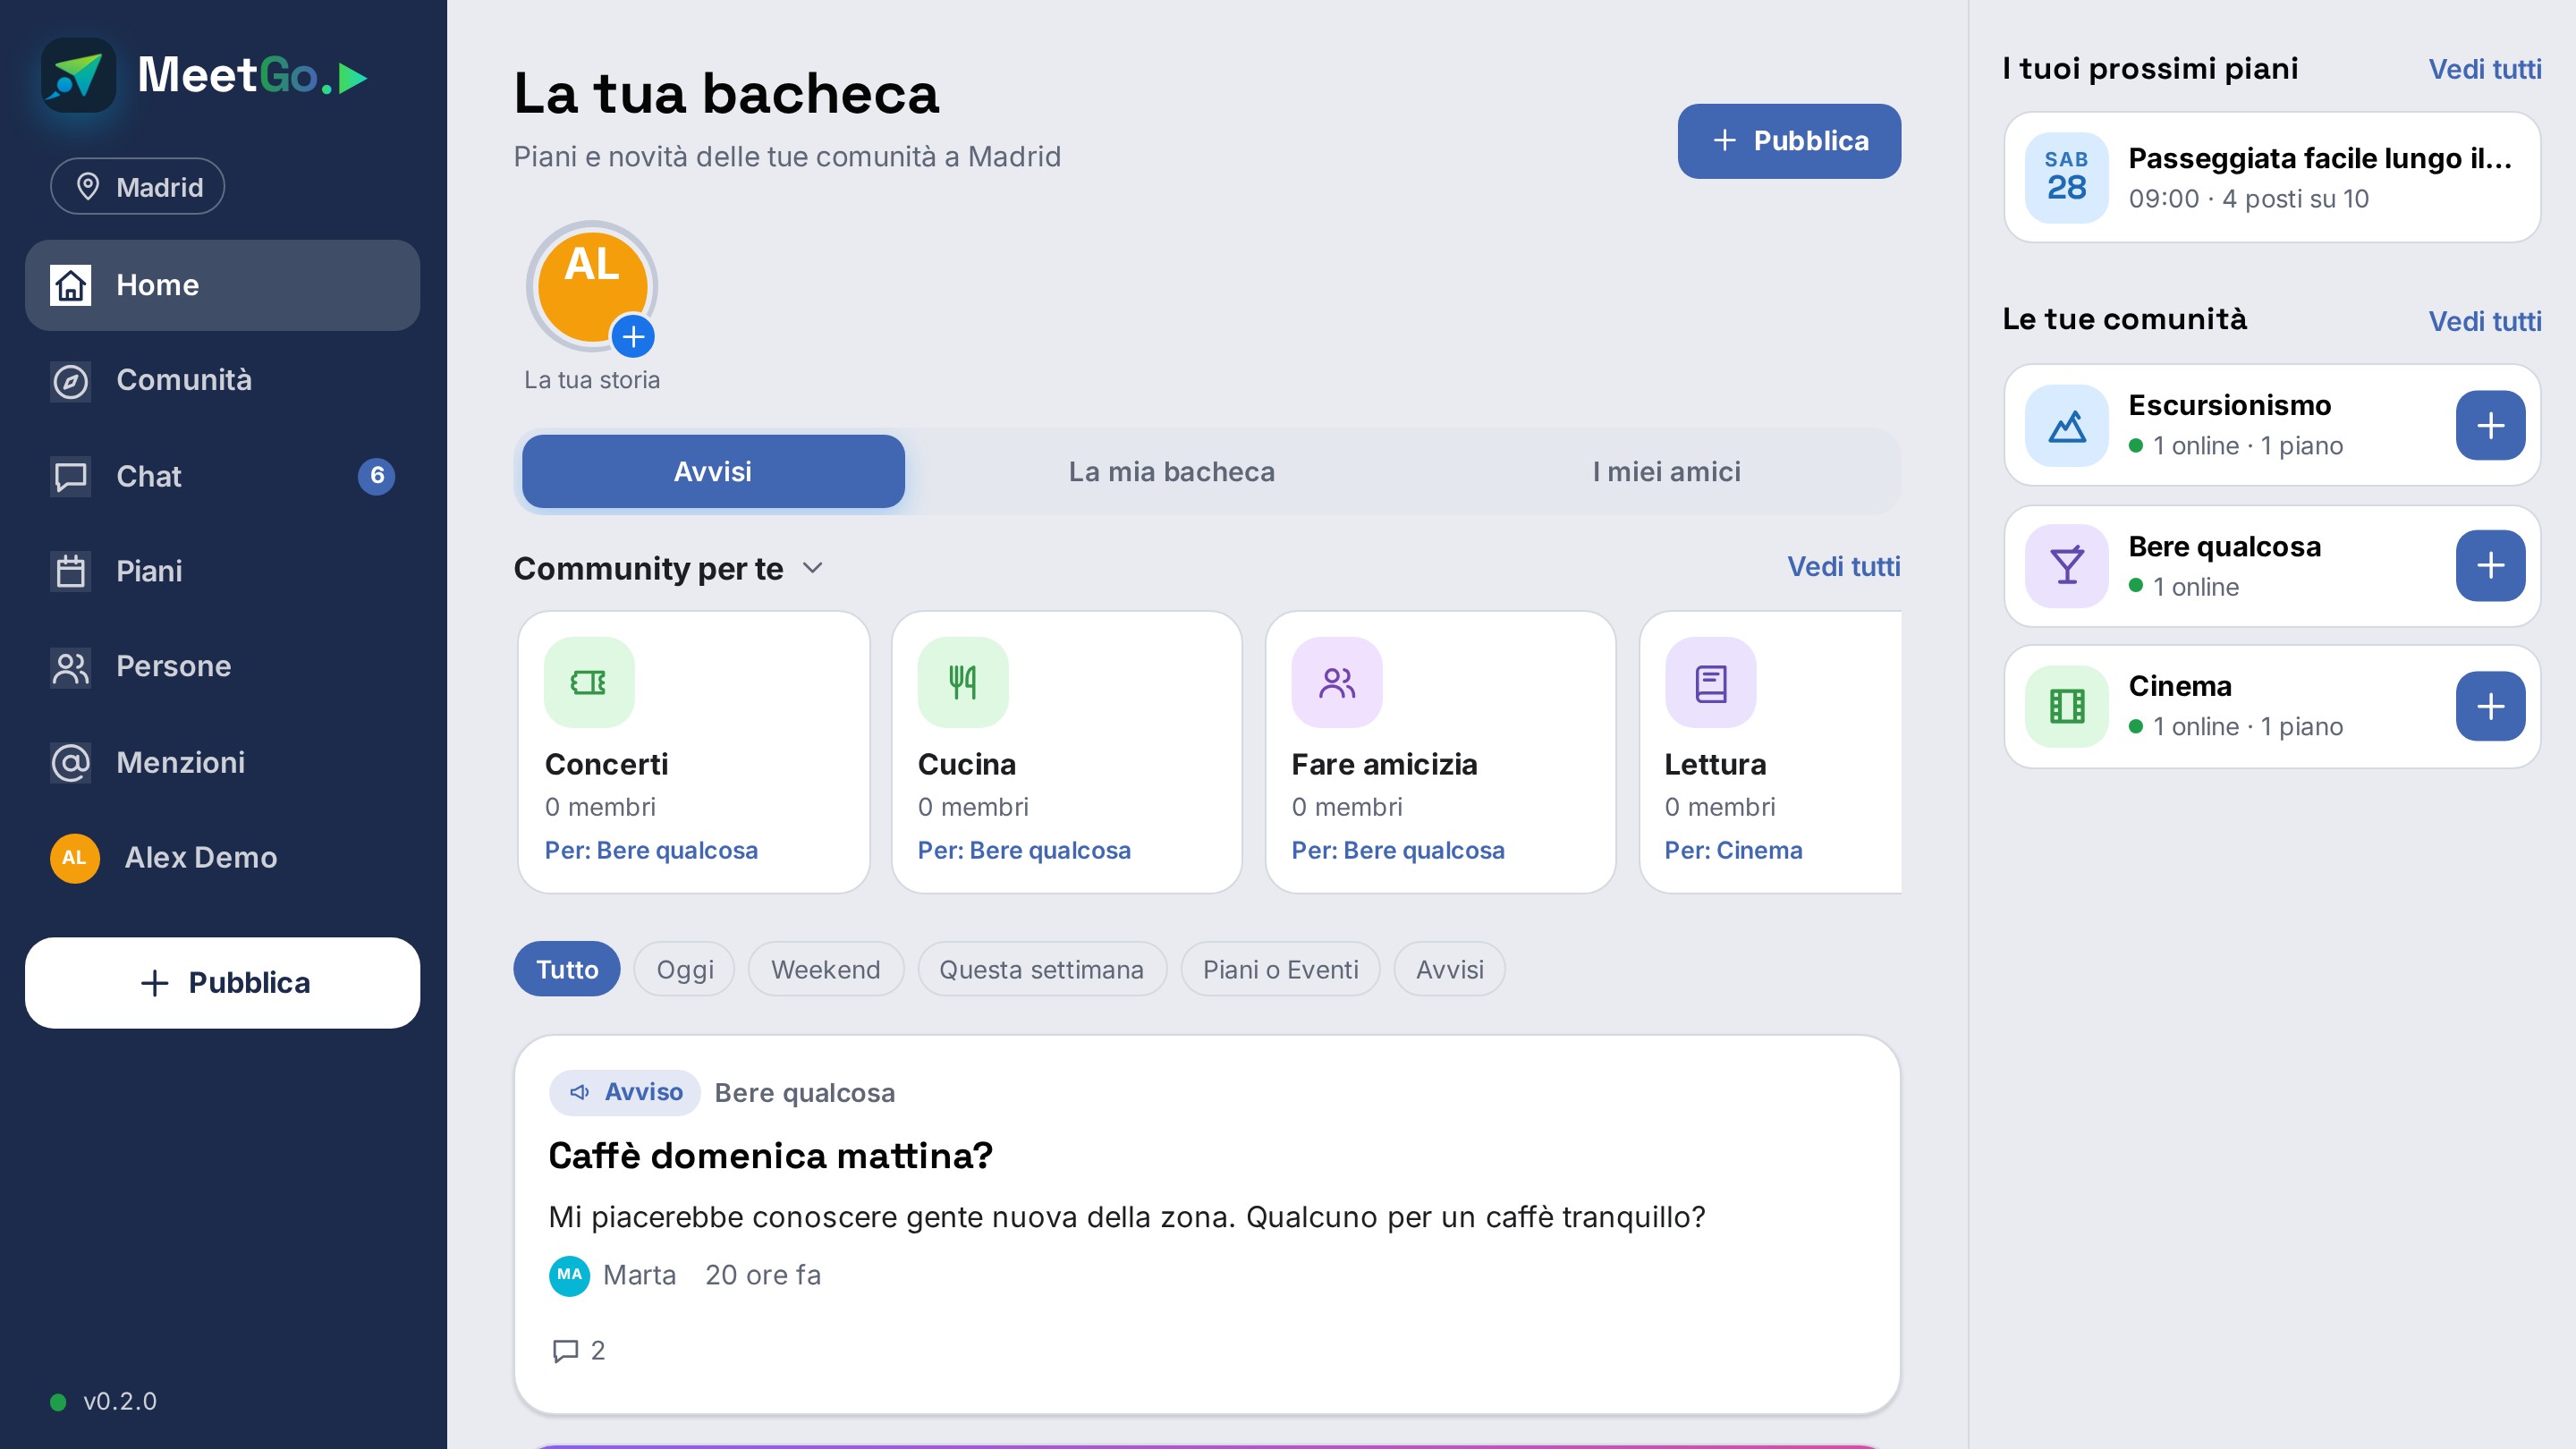 MeetGo.
Madrid
Home
Comunità
Chat
6
Piani
Persone
Menzioni
AL
Alex Demo
Pubblica
v0.2.0
La tua bacheca
Piani e novità delle tue comunità a Madrid
Pubblica
AL
La tua storia
Avvisi
La mia bacheca
I miei amici
Community per te
Vedi tutti
Concerti
0 membri
Per: Bere qualcosa
Cucina
0 membri
Per: Bere qualcosa
Fare amicizia
0 membri
Per: Bere qualcosa
Lettura
0 membri
Per: Cinema
Tutto
Oggi
Weekend
Questa settimana
Piani o Eventi
Avvisi
Avviso
Bere qualcosa
Caffè domenica mattina?
Mi piacerebbe conoscere gente nuova della zona. Qualcuno per un caffè tranquillo?
MA
Marta
20 ore fa
2
I tuoi prossimi piani
Vedi tutti
SAB
28
Passeggiata facile lungo il...
09:00 · 4 posti su 10
Le tue comunità
Vedi tutti
Escursionismo
1 online · 1 piano
Bere qualcosa
1 online
Cinema
1 online · 1 piano